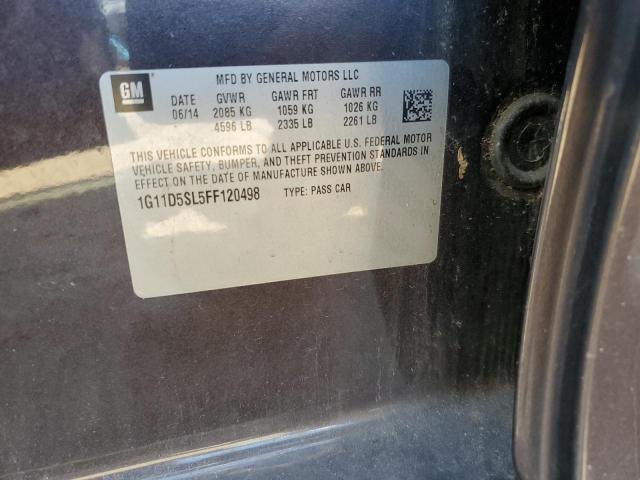 GM
MFD BY GENERAL MOTORS LLC
DATE GVWR GAWR FRT GAWR RR
06/14 2085 KG 1059 KG 1026 KG
4596 LB 2335 LB 2261 LB
THIS VEHICLE CONFORMS TO ALL APPLICABLE U.S. FEDERAL MOTOR
VEHICLE SAFETY, BUMPER, AND THEFT PREVENTION STANDARDS IN
EFFECT ON THE DATE OF MANUFACTURE SHOWN ABOVE.
1G11D5SL5FF120498 TYPE: PASS CAR